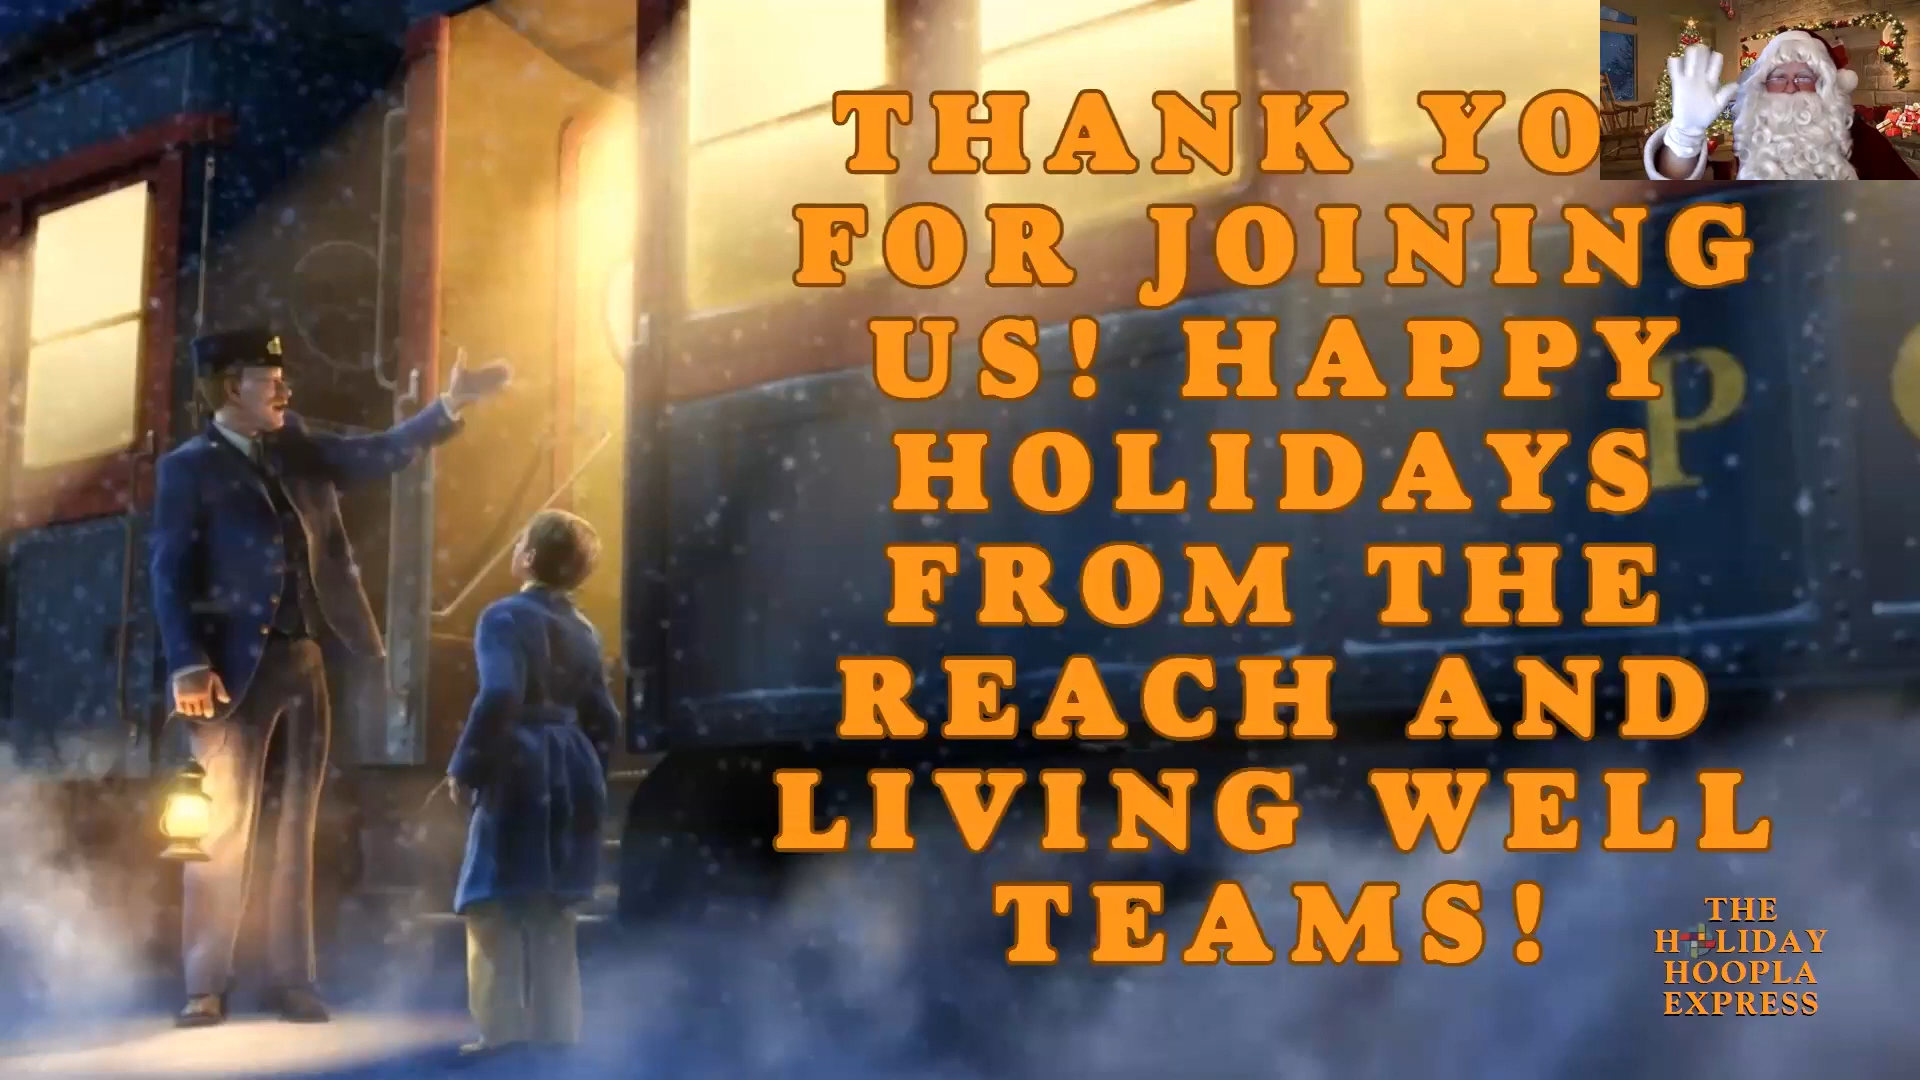 THANK YO
FOR JOINING
US! HAPPY
HOLIDAYS
FROM THE
REACH AND
LIVING WELL
TEAMS!
P
THE
HOLIDAY
HOOPLA
EXPRESS